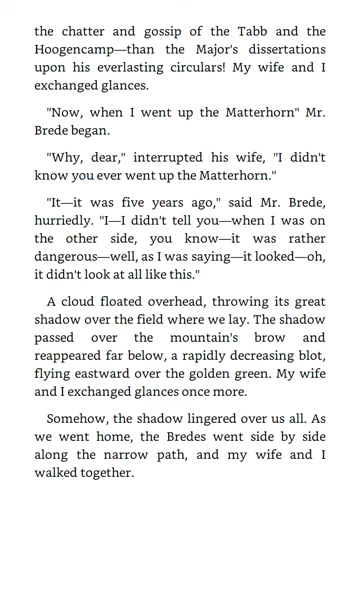 the chatter and gossip of the Tabb and the
Hoogencamp—than the Major's dissertations
upon his everlasting circulars! My wife and I
exchanged glances.
"Now, when I went up the Matterhorn" Mr.
Brede began.
"Why, dear," interrupted his wife, "I didn't
know you ever went up the Matterhorn."
"It—it was five years ago," said Mr. Brede,
hurriedly. "I—I didn't tell you—when I was on
the other side, you know—it was rather
dangerous—well, as I was saying—it looked—oh,
it didn't look at all like this."
A cloud floated overhead, throwing its great
shadow over the field where we lay. The shadow
passed over the mountain's brow and
reappeared far below, a rapidly decreasing blot,
flying eastward over the golden green. My wife
and I exchanged glances once more.
Somehow, the shadow lingered over us all. As
we went home, the Bredes went side by side
along the narrow path, and my wife and I
walked together.